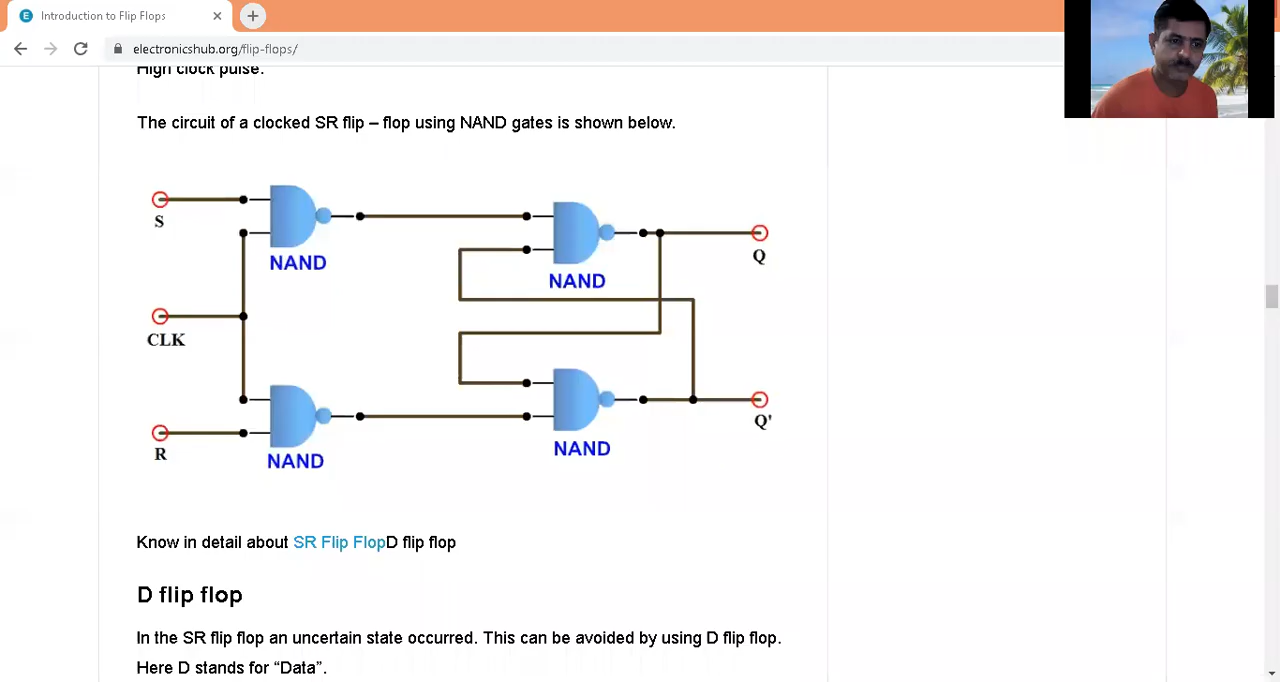 Introduction to Flip Flops
electronicshub.org/flip-flops/
High clock pulse.
The circuit of a clocked SR flip – flop using NAND gates is shown below.
S
NAND
NAND
Q
CLK
R
NAND
NAND
Q'
Know in detail about SR Flip FlopD flip flop
D flip flop
In the SR flip flop an uncertain state occurred. This can be avoided by using D flip flop.
Here D stands for “Data”.